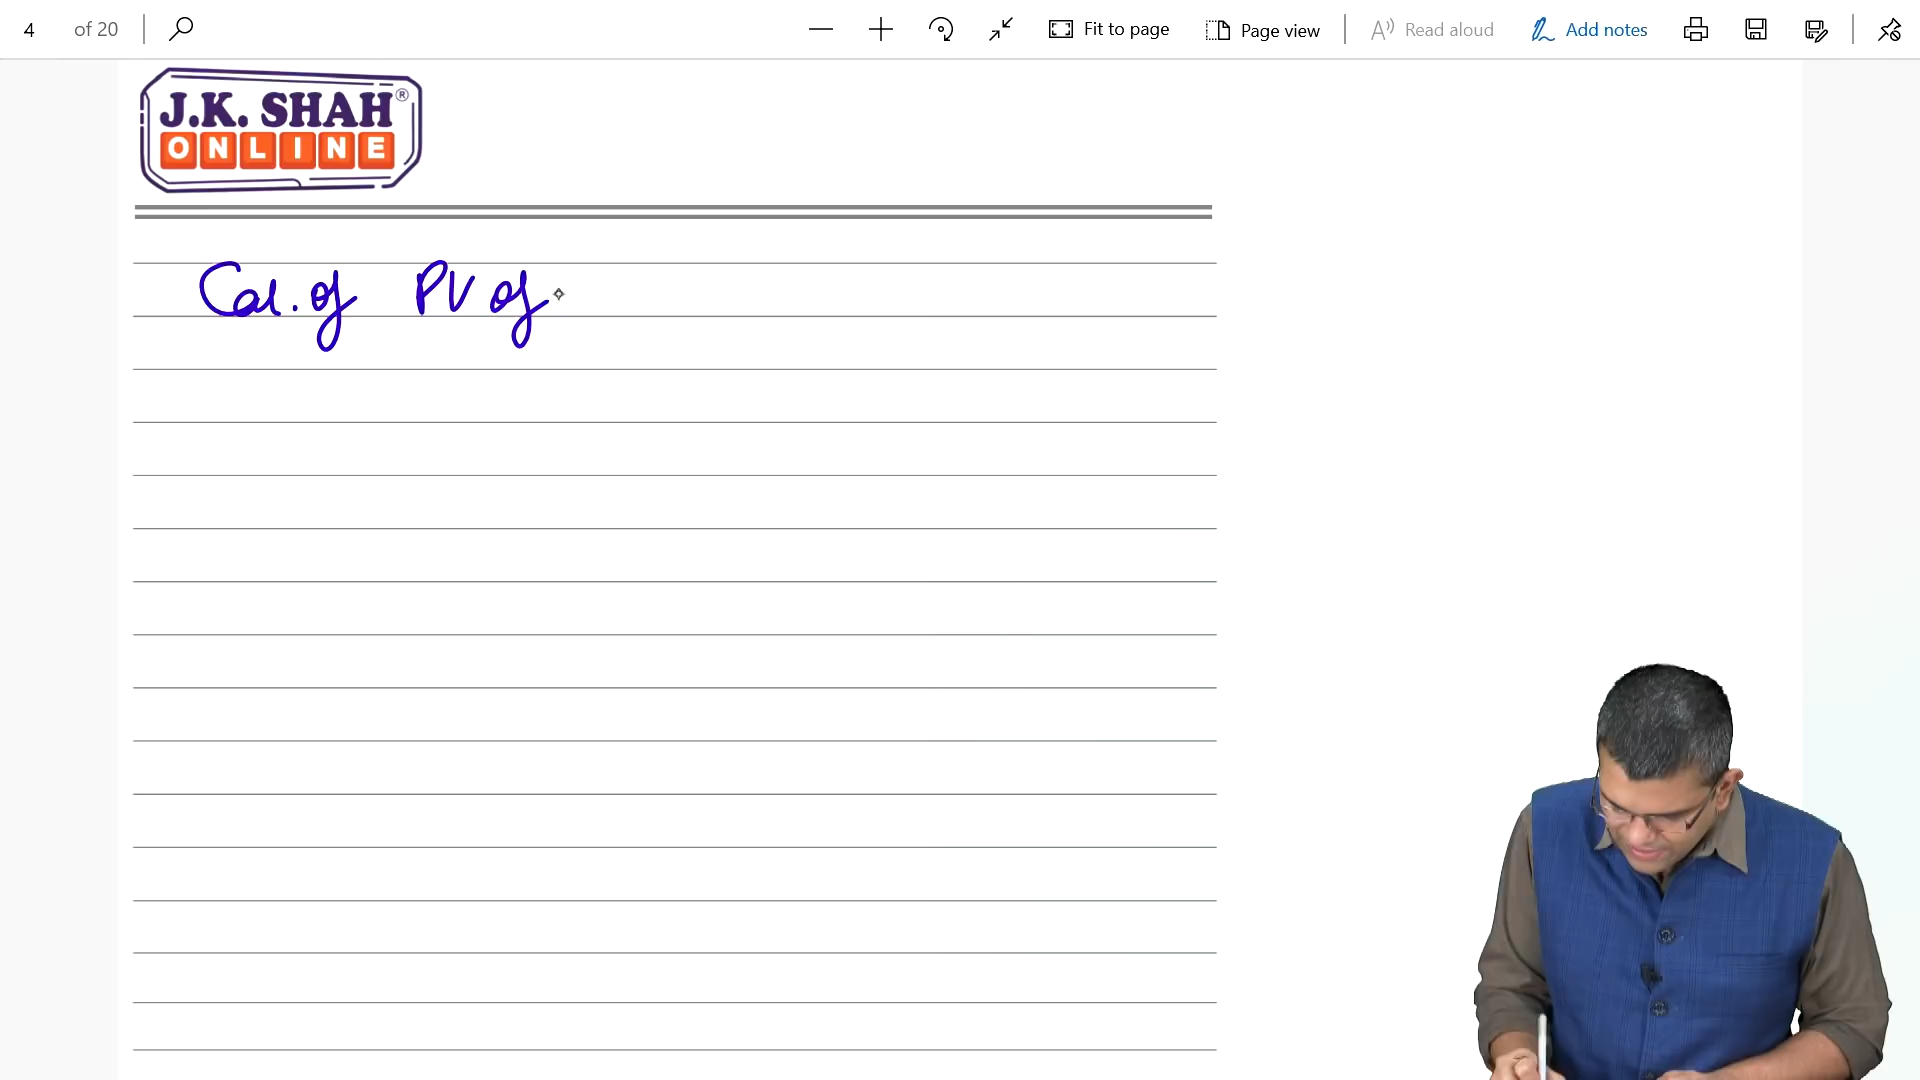 4 of 20 Fit to page Page view Read aloud Add notes
J.K. SHAH®
ONLINE
Cal. of PV of